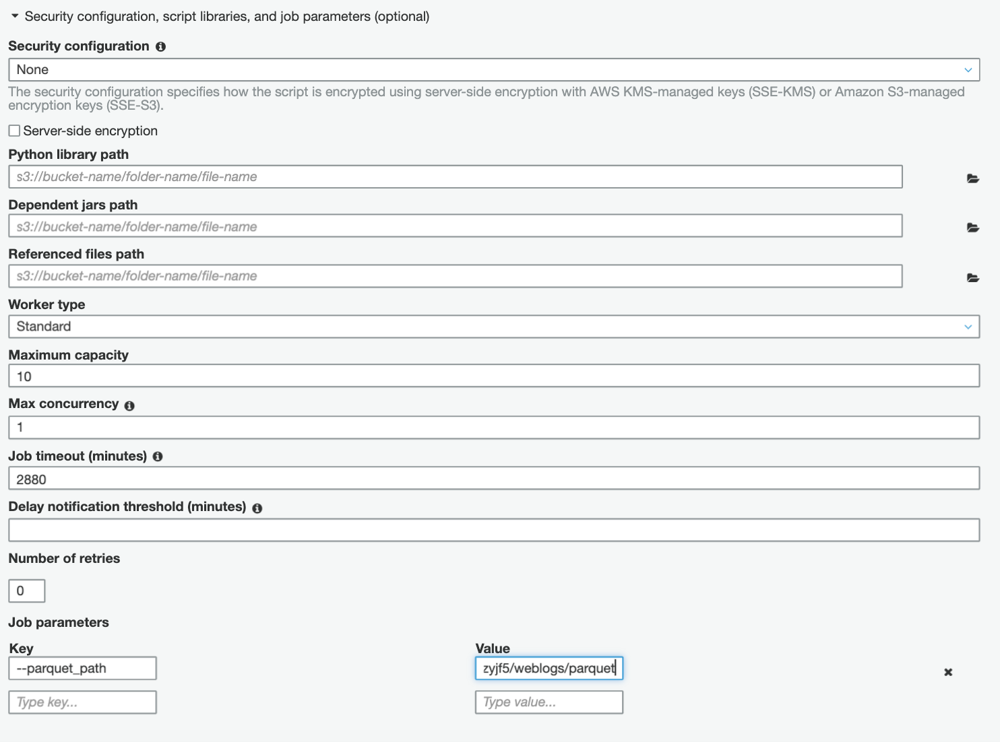 Security configuration, script libraries, and job parameters (optional)
Security configuration
None
The security configuration specifies how the script is encrypted using server-side encryption with AWS KMS-managed keys (SSE-KMS) or Amazon S3-managed
encryption keys (SSE-S3).
Server-side encryption
Python library path
s3://bucket-name/folder-name/file-name
Dependent jars path
s3://bucket-name/folder-name/file-name
Referenced files path
s3://bucket-name/folder-name/file-name
Worker type
Standard
Maximum capacity
10
Max concurrency
1
Job timeout (minutes)
2880
Delay notification threshold (minutes)
Number of retries
0
Job parameters
Key Value
--parquet_path zyjf5/weblogs/parquet
Type key... Type value...